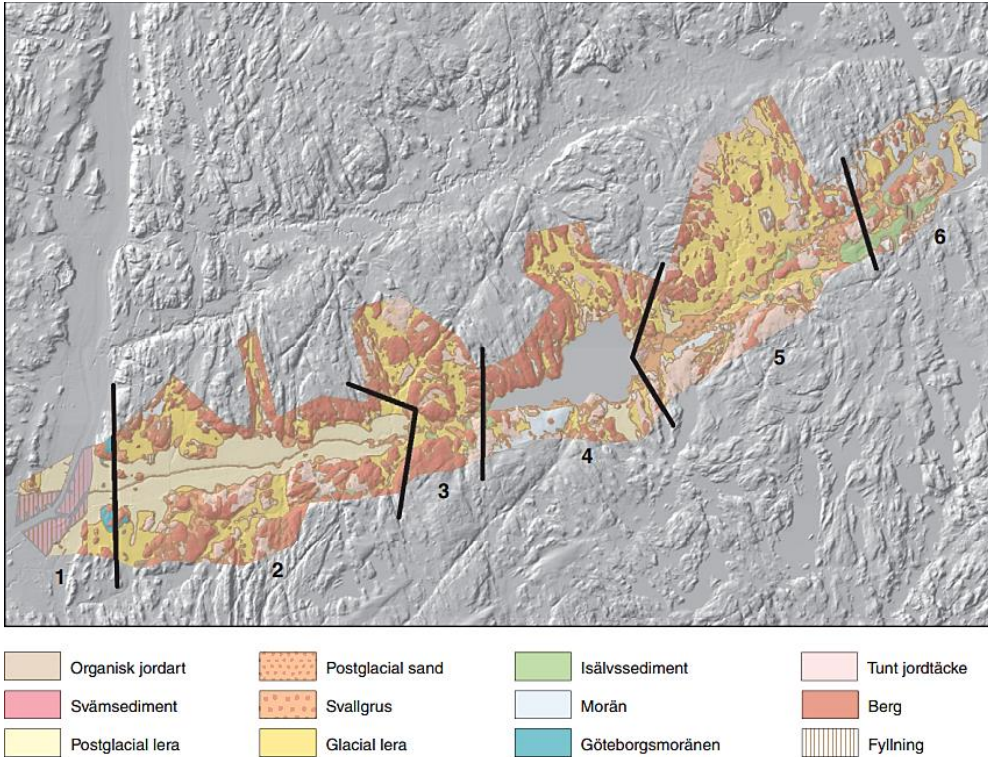 6
5
4
3
2
1
Organisk jordart
Postglacial sand
Isälvssediment
Tunt jordtäcke
Svämsediment
Svallgrus
Morän
Berg
Postglacial lera
Glacial lera
Göteborgsmoränen
Fyllning